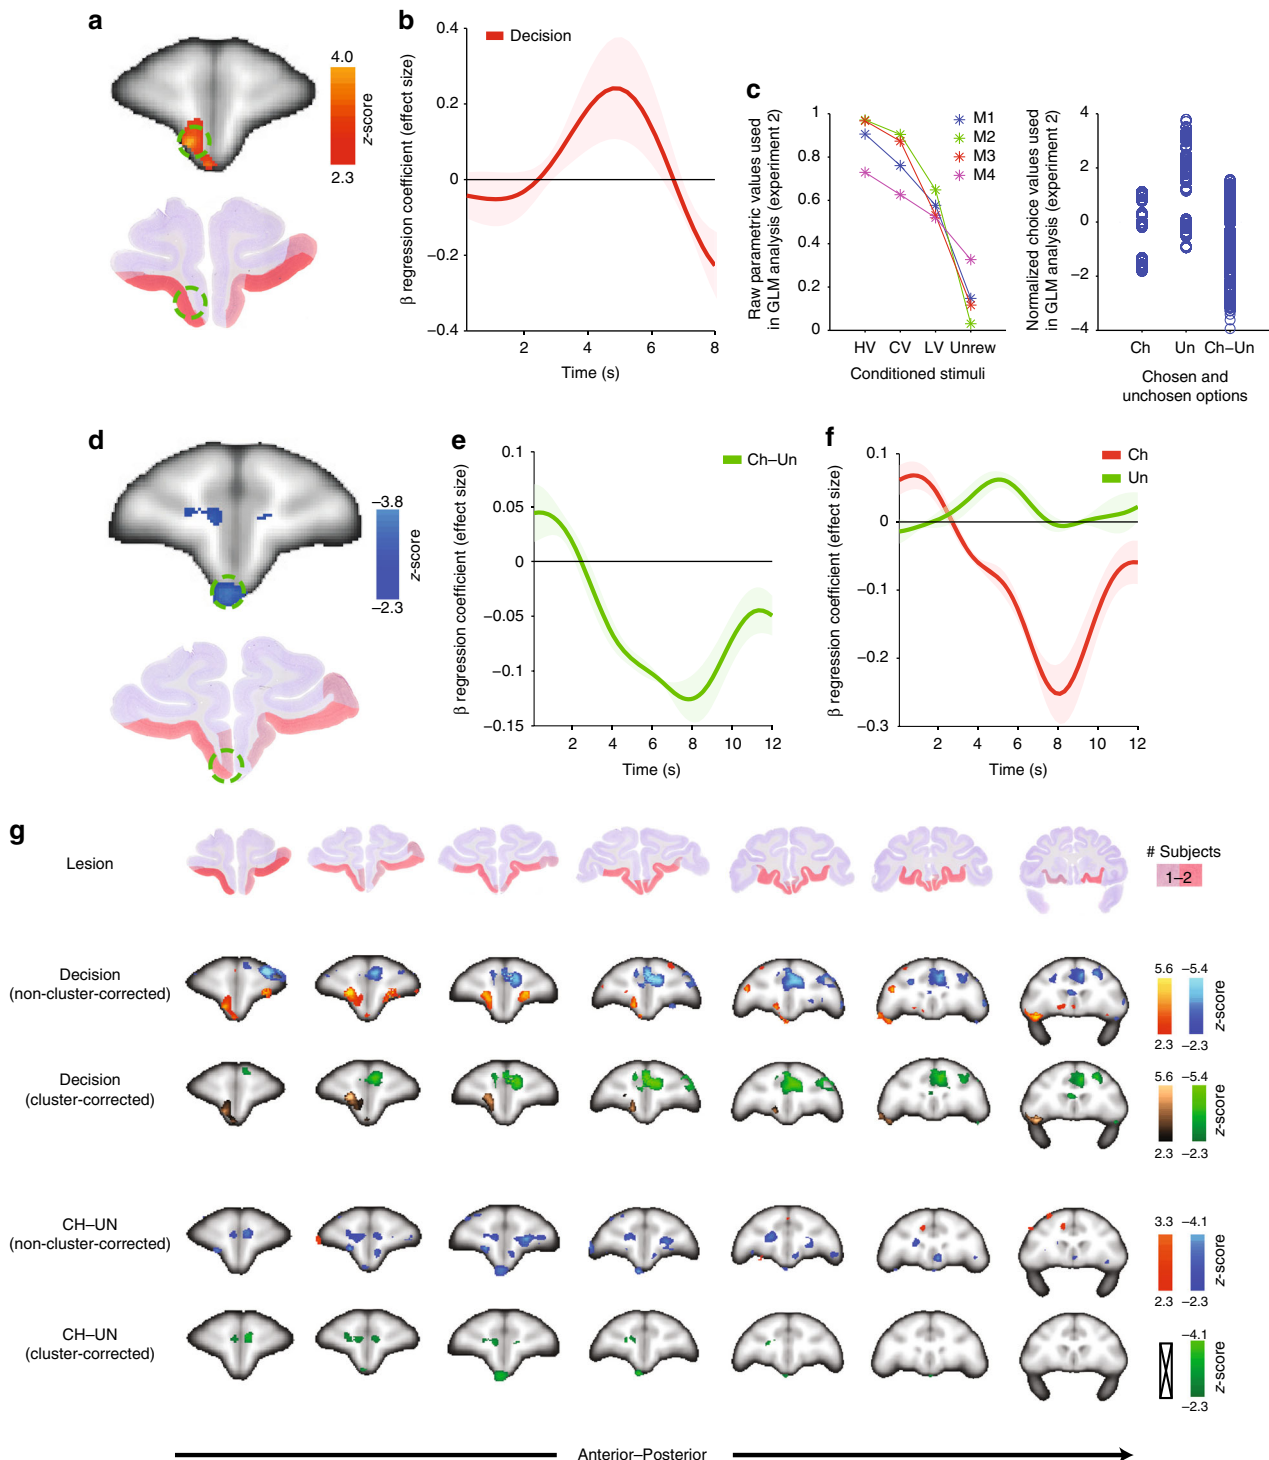 a
4.0
z-score
2.3
b
β regression coefficient (effect size)
0.4
0.2
0
−0.2
−0.4
Decision
2
4
6
8
Time (s)
c
Raw parametric values used
in GLM analysis (experiment 2)
1
0.8
0.6
0.4
0.2
0
M1
M2
M3
M4
HV
CV
LV
Unrew
Conditioned stimuli
Normalized choice values used
in GLM analysis (experiment 2)
4
2
0
−2
−4
Ch
Un
Ch–Un
Chosen and
unchosen options
d
−3.8
z-score
−2.3
e
β regression coefficient (effect size)
0.1
0.05
0
−0.05
−0.1
−0.15
Ch–Un
2
4
6
8
10
12
Time (s)
f
β regression coefficient (effect size)
0.1
0
−0.1
−0.2
−0.3
Ch
Un
2
4
6
8
10
12
Time (s)
g
Lesion
# Subjects
1–2
Decision
(non-cluster-corrected)
5.6
−5.4
z-score
2.3
−2.3
Decision
(cluster-corrected)
5.6
−5.4
z-score
2.3
−2.3
CH–UN
(non-cluster-corrected)
3.3
−4.1
z-score
2.3
−2.3
CH–UN
(cluster-corrected)
−4.1
z-score
−2.3
Anterior–Posterior